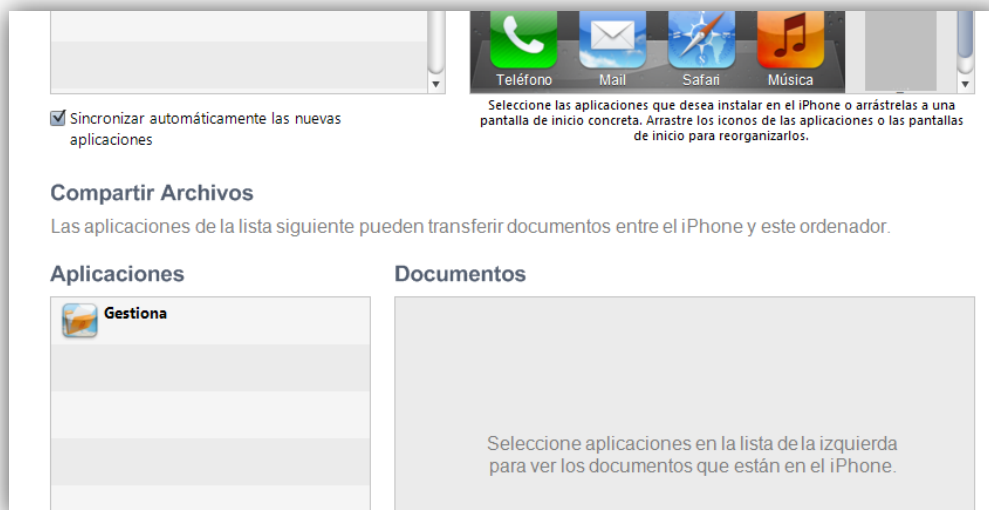 Teléfono Mail Safari Música
Seleccione las aplicaciones que desea instalar en el iPhone o arrástrelas a una
pantalla de inicio concreta. Arrastre los iconos de las aplicaciones o las pantallas
de inicio para reorganizarlos.
Sincronizar automáticamente las nuevas
aplicaciones
Compartir Archivos
Las aplicaciones de la lista siguiente pueden transferir documentos entre el iPhone y este ordenador.
Aplicaciones
Documentos
Gestiona
Seleccione aplicaciones en la lista de la izquierda
para ver los documentos que están en el iPhone.